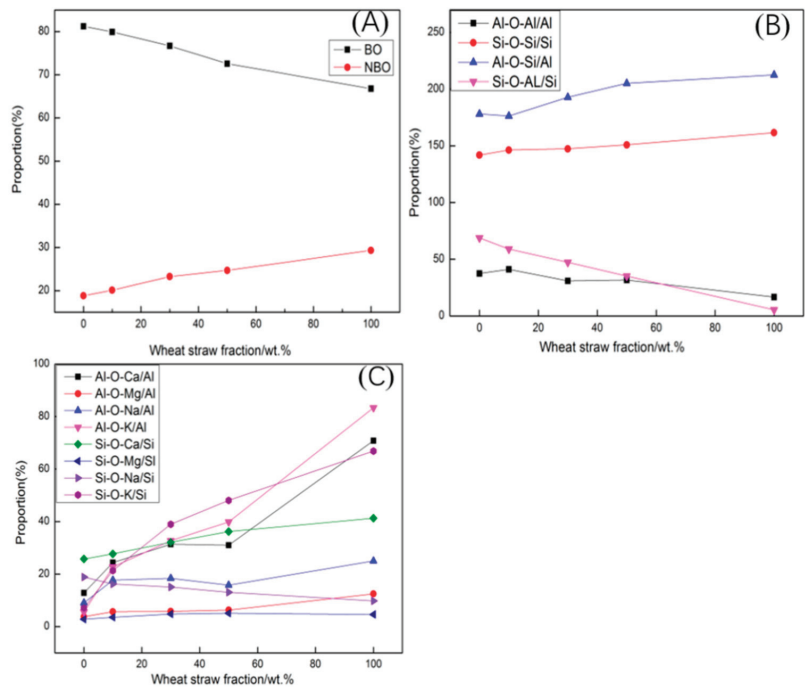 (A)
BO
NBO
Proportion(%)
80
70
60
50
40
30
20
0
20
40
60
80
100
Wheat straw fraction/wt.%
(B)
Al-O-Al/Al
Si-O-Si/Si
Al-O-Si/Al
Si-O-AL/Si
Proportion(%)
250
200
150
100
50
0
0
20
40
60
80
100
Wheat straw fraction/wt.%
(C)
Al-O-Ca/Al
Al-O-Mg/Al
Al-O-Na/Al
Al-O-K/Al
Si-O-Ca/Si
Si-O-Mg/SI
Si-O-Na/Si
Si-O-K/Si
Proportion(%)
100
80
60
40
20
0
0
20
40
60
80
100
Wheat straw fraction/wt.%